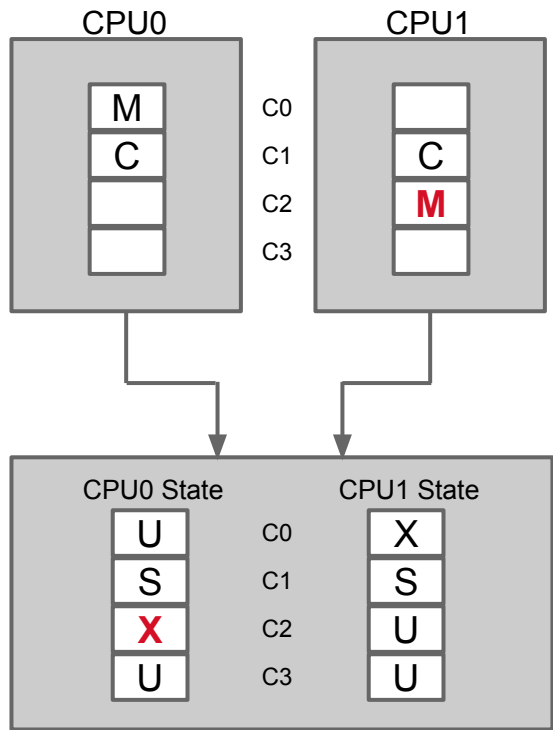 CPU0 CPU1
M C0
C C1 C
C2 M
C3
CPU0 State CPU1 State
U C0 X
S C1 S
X C2 U
U C3 U